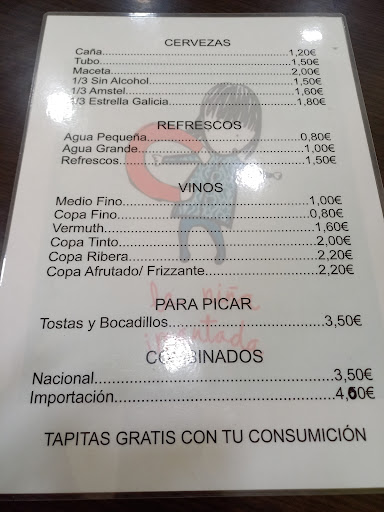 CERVEZAS
Caña.....................................................1,20€
Tubo.....................................................1,50€
Maceta..................................................2,00€
1/3 Sin Alcohol.......................................1,50€
1/3 Amstel.............................................1,60€
1/3 Estrella Galicia..................................1,80€
REFRESCOS
Agua Pequeña........................................0,80€
Agua Grande..........................................1,00€
Refrescos..............................................1,50€
VINOS
Medio Fino.............................................1,00€
Copa Fino..............................................0,80€
Vermuth.................................................1,60€
Copa Tinto.............................................2,00€
Copa Ribera...........................................2,20€
Copa Afrutado/ Frizzante........................2,20€
la niña
PARA PICAR
Tostas y Bocadillos.................................3,50€
COMBINADOS
Nacional................................................3,50€
Importación............................................4,00€
TAPITAS GRATIS CON TU CONSUMICIÓN